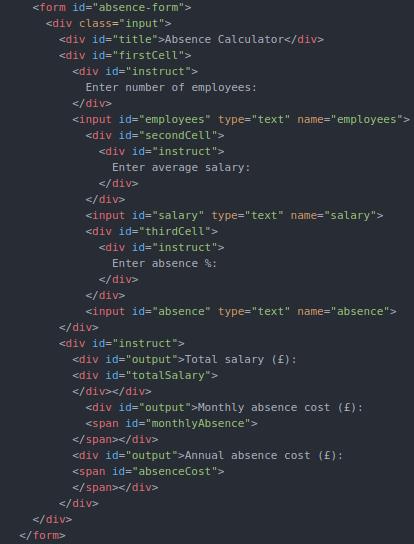 <form id="absence-form">
<div class="input">
<div id="title">Absence Calculator</div>
<div id="firstCell">
<div id="instruct">
Enter number of employees:
</div>
<input id="employees" type="text" name="employees">
<div id="secondCell">
<div id="instruct">
Enter average salary:
</div>
</div>
<input id="salary" type="text" name="salary">
<div id="thirdCell">
<div id="instruct">
Enter absence %:
</div>
</div>
<input id="absence" type="text" name="absence">
</div>
<div id="instruct">
<div id="output">Total salary (£):
<div id="totalSalary">
</div></div>
<div id="output">Monthly absence cost (£):
<span id="monthlyAbsence">
</span></div>
<div id="output">Annual absence cost (£):
<span id="absenceCost">
</span></div>
</div>
</div>
</form>